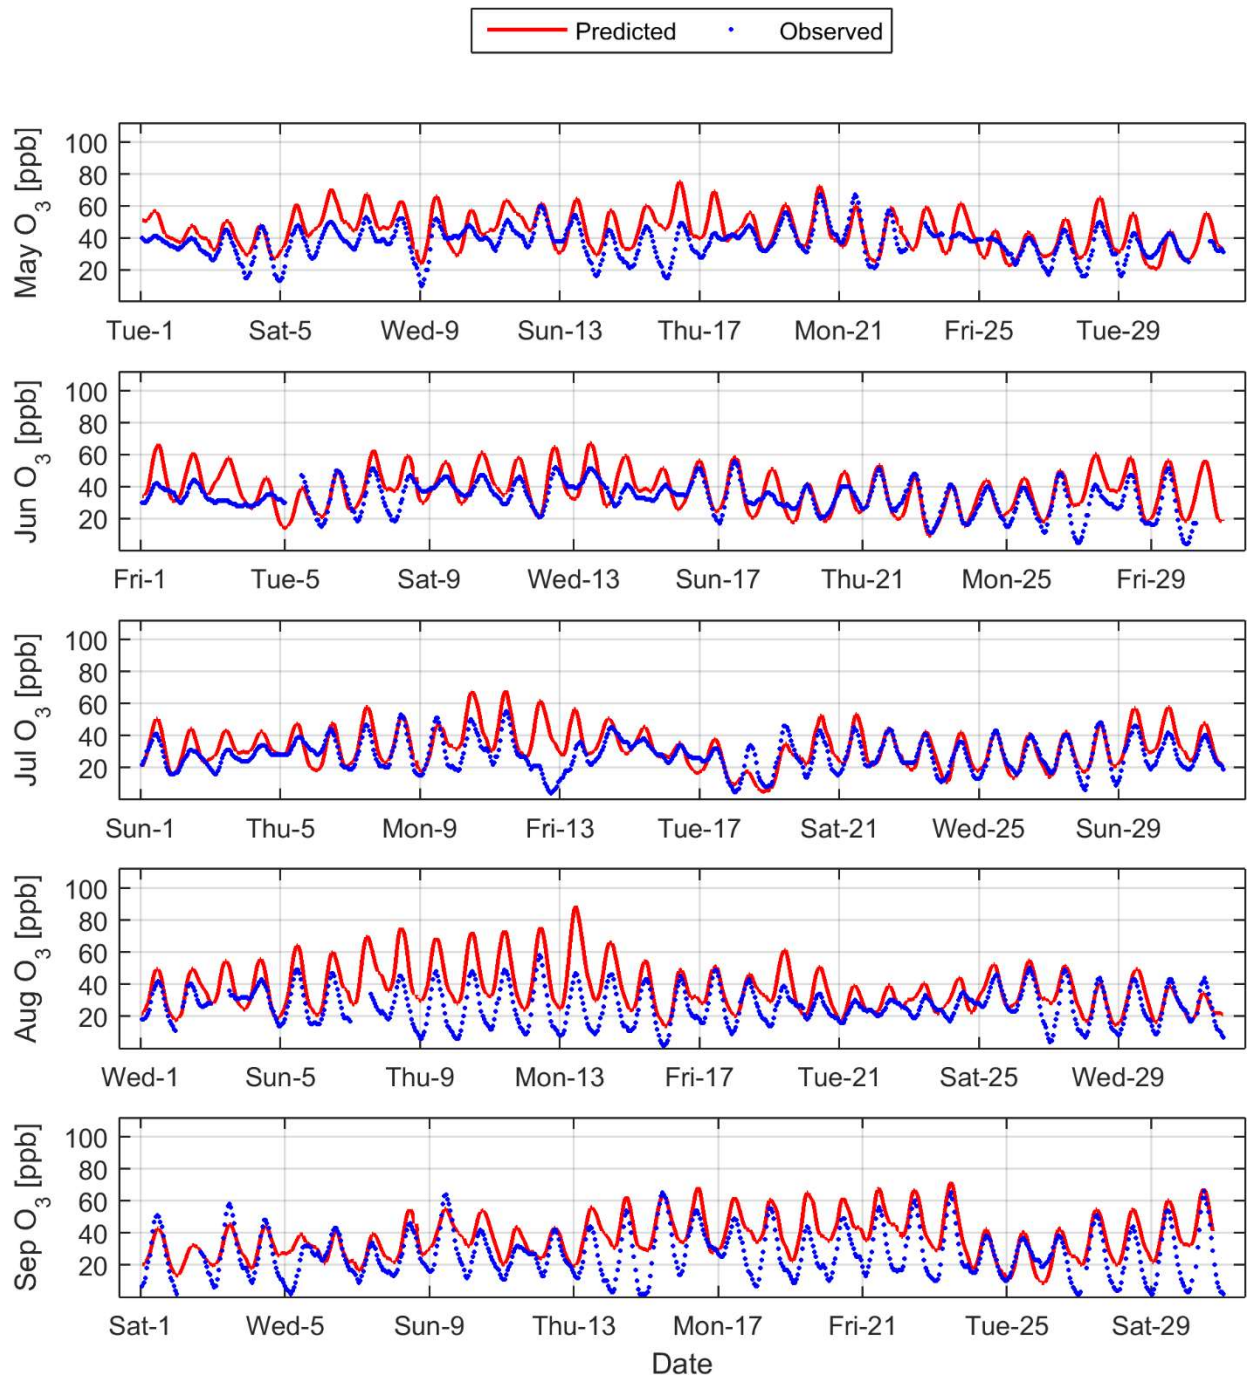 Predicted Observed
May O3 [ppb]
100
80
60
40
20
Tue-1 Sat-5 Wed-9 Sun-13 Thu-17 Mon-21 Fri-25 Tue-29
Jun O3 [ppb]
100
80
60
40
20
Fri-1 Tue-5 Sat-9 Wed-13 Sun-17 Thu-21 Mon-25 Fri-29
Jul O3 [ppb]
100
80
60
40
20
Sun-1 Thu-5 Mon-9 Fri-13 Tue-17 Sat-21 Wed-25 Sun-29
Aug O3 [ppb]
100
80
60
40
20
Wed-1 Sun-5 Thu-9 Mon-13 Fri-17 Tue-21 Sat-25 Wed-29
Sep O3 [ppb]
100
80
60
40
20
Sat-1 Wed-5 Sun-9 Thu-13 Mon-17 Fri-21 Tue-25 Sat-29
Date